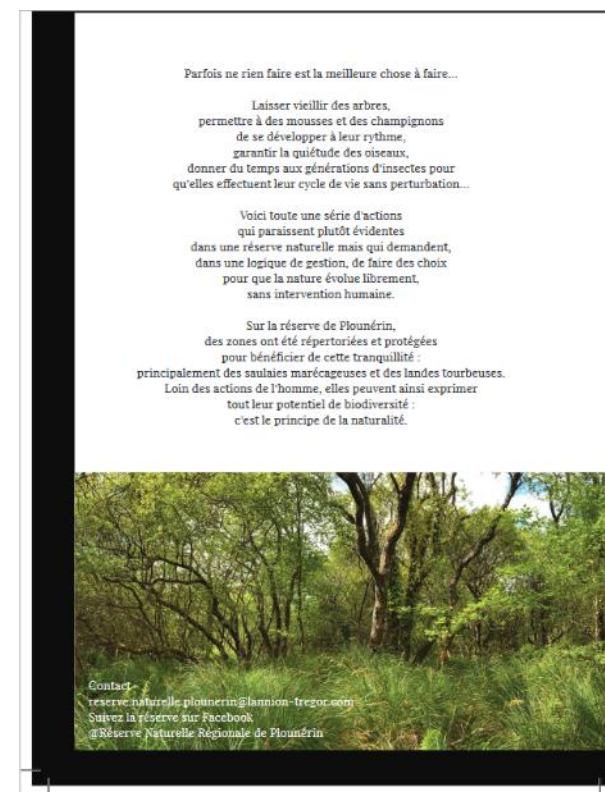 Parfois ne rien faire est la meilleure chose à faire...
Laisser vieillir des arbres,
permettre à des mousses et des champignons
de se développer à leur rythme,
garantir la quiétude des oiseaux,
donner du temps aux générations d'insectes pour
qu'elles effectuent leur cycle de vie sans perturbation...
Voici toute une série d'actions
qui paraissent plutôt évidentes
dans une réserve naturelle mais qui demandent,
dans une logique de gestion, de faire des choix
pour que la nature évolue librement,
sans intervention humaine.
Sur la réserve de Plounérin,
des zones ont été répertoriées et protégées
pour bénéficier de cette tranquillité :
principalement des saulaies marécageuses et des landes tourbeuses.
Loin des actions de l'homme, elles peuvent ainsi exprimer
tout leur potentiel de biodiversité :
c'est le principe de la naturalité.
Contact
reserve.naturelle.plounerin@lannion-tregor.com
Suivez la réserve sur Facebook
@Réserve Naturelle Régionale de Plounérin